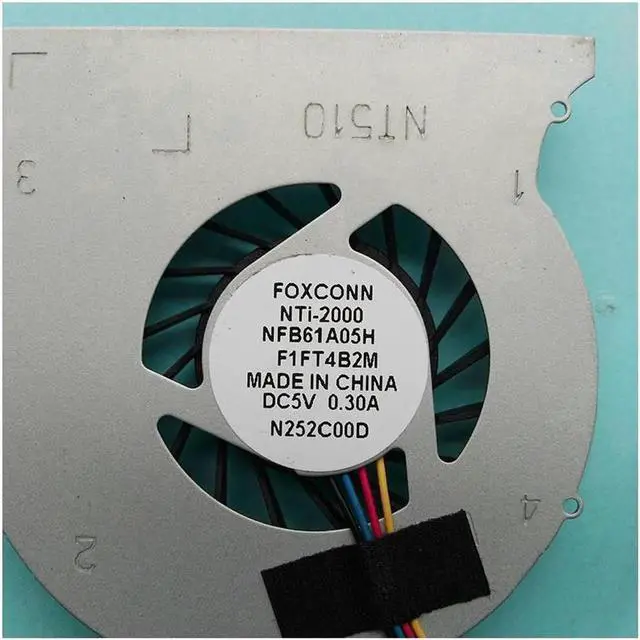 NT510
3
1
FOXCONN
NTi-2000
NFB61A05H
F1FT4B2M
MADE IN CHINA
DC5V 0.30A
N252C00D
4
2